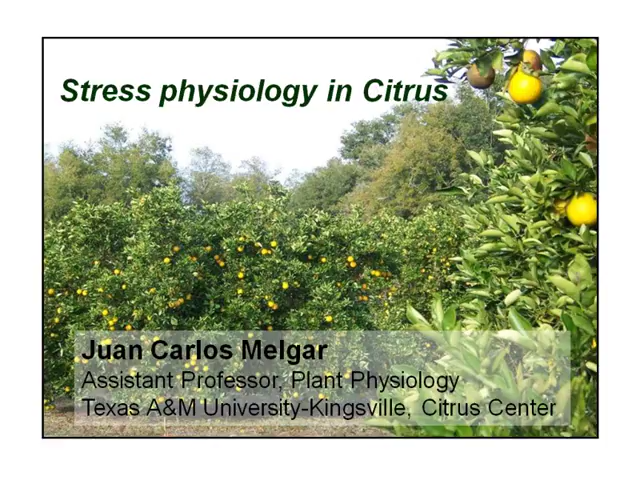 Stress physiology in Citrus
Juan Carlos Melgar
Assistant Professor, Plant Physiology
Texas A&M University-Kingsville, Citrus Center